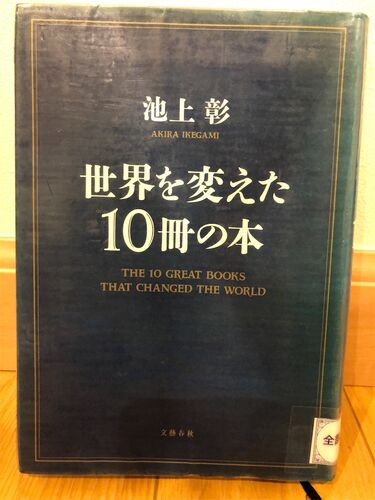 池上 彰
AKIRA IKEGAMI
世界を変えた
10冊の本
THE 10 GREAT BOOKS
THAT CHANGED THE WORLD
文藝春秋
全